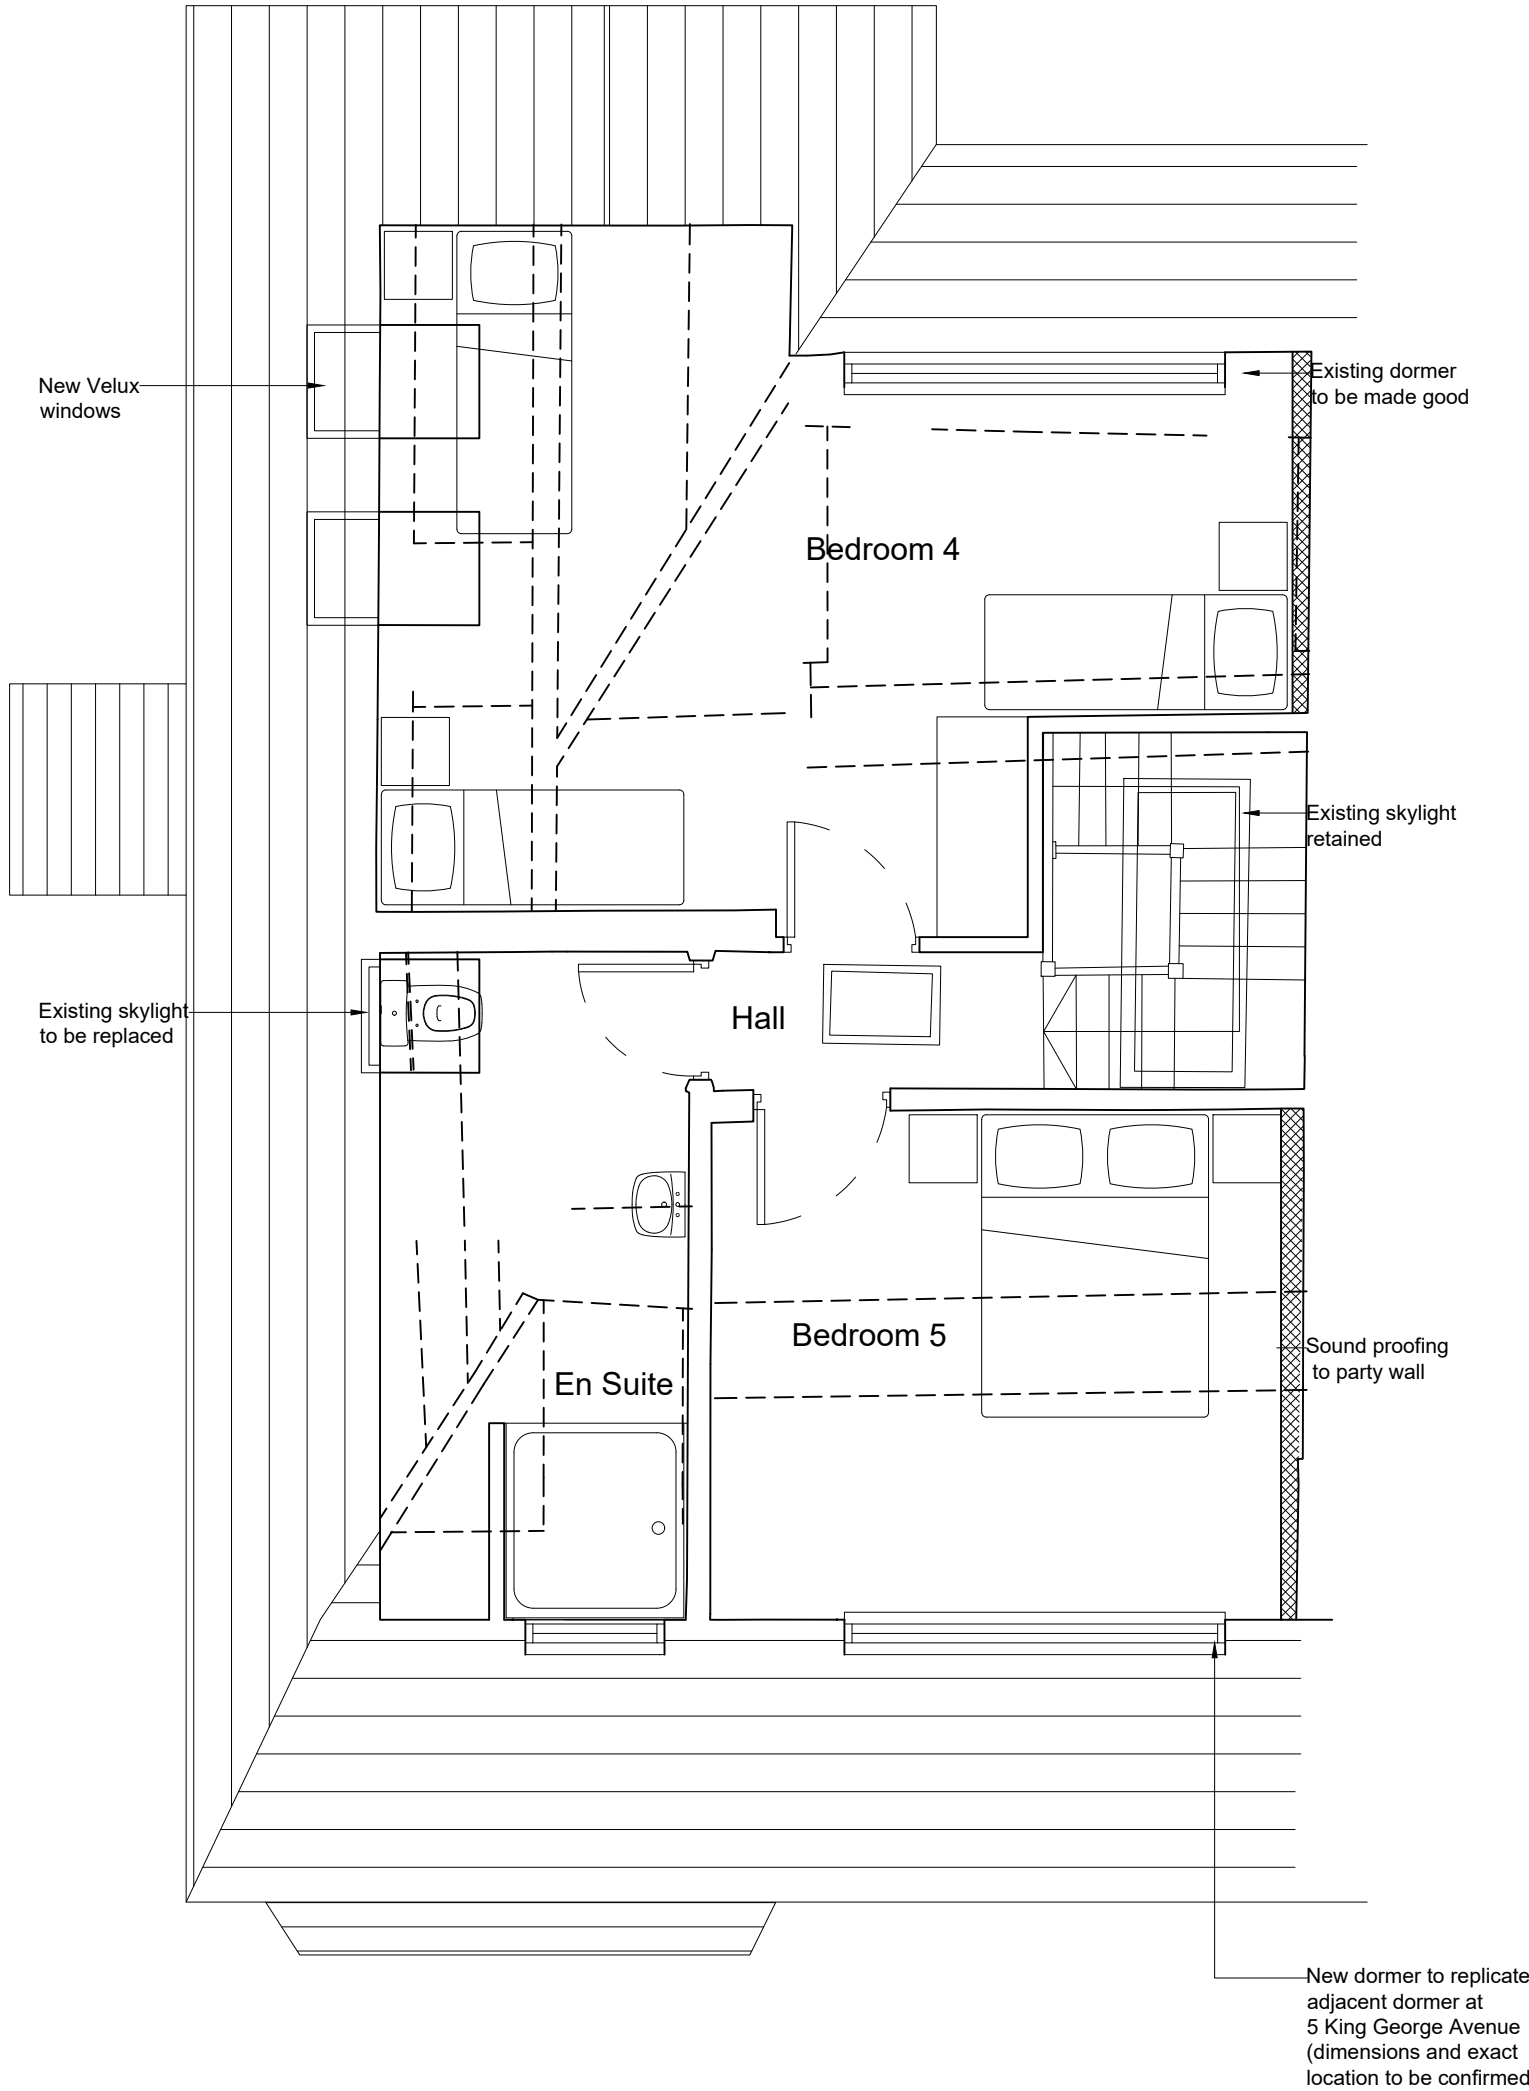 New Velux
windows
Existing dormer
to be made good
Bedroom 4
Existing skylight
retained
Existing skylight
to be replaced
Hall
Bedroom 5
Sound proofing
to party wall
En Suite
New dormer to replicate
adjacent dormer at
5 King George Avenue
(dimensions and exact
location to be confirmed